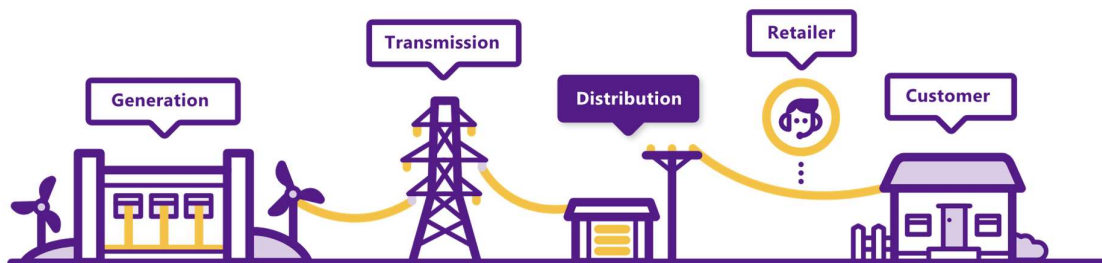 Generation
Transmission
Distribution
Retailer
Customer